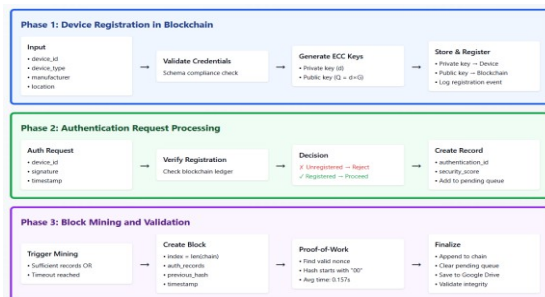 Phase 1: Device Registration in Blockchain
Input
• device_id
• device_type
• manufacturer
• location
→
Validate Credentials
Schema compliance check
→
Generate ECC Keys
• Private key (d)
• Public key (Q = d×G)
→
Store & Register
• Private key → Device
• Public key → Blockchain
• Log registration event
Phase 2: Authentication Request Processing
Auth Request
• device_id
• signature
• timestamp
→
Verify Registration
Check blockchain ledger
→
Decision
✗ Unregistered → Reject
✓ Registered → Proceed
→
Create Record
• authentication_id
• security_score
• Add to pending queue
Phase 3: Block Mining and Validation
Trigger Mining
• Sufficient records OR
• Timeout reached
→
Create Block
• index = len(chain)
• auth_records
• previous_hash
• timestamp
→
Proof-of-Work
• Find valid nonce
• Hash starts with "00"
• Avg time: 0.157s
→
Finalize
• Append to chain
• Clear pending queue
• Save to Google Drive
• Validate integrity